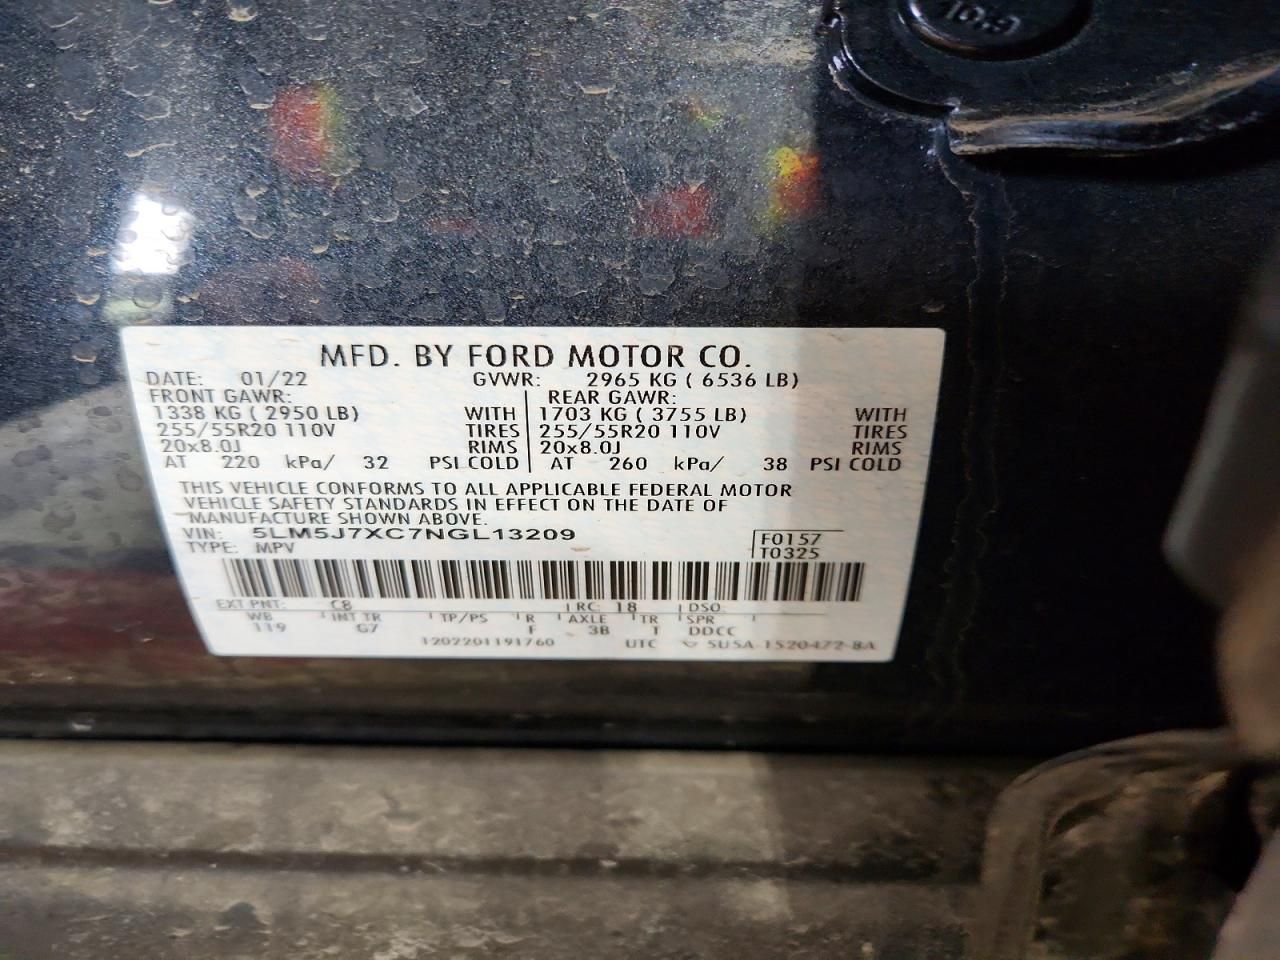 10.9
MFD. BY FORD MOTOR CO.
DATE: 01/22 GVWR: 2965 KG ( 6536 LB)
FRONT GAWR: REAR GAWR:
1338 KG ( 2950 LB) WITH 1703 KG ( 3755 LB) WITH
255/55R20 110V TIRES 255/55R20 110V TIRES
20x8.0J RIMS 20x8.0J RIMS
AT 220 kPa/ 32 PSI COLD AT 260 kPa/ 38 PSI COLD
THIS VEHICLE CONFORMS TO ALL APPLICABLE FEDERAL MOTOR
VEHICLE SAFETY STANDARDS IN EFFECT ON THE DATE OF
MANUFACTURE SHOWN ABOVE.
VIN: 5LM5J7XC7NGL13209 F0157
TYPE: MPV T0325
EXT PNT: C8 RC: 18 DSO:
WB INT TR TP/PS R AXLE TR SPR
119 G7 F 3B T DDCC
1202201191760 UTC 5U5A-1520472-BA